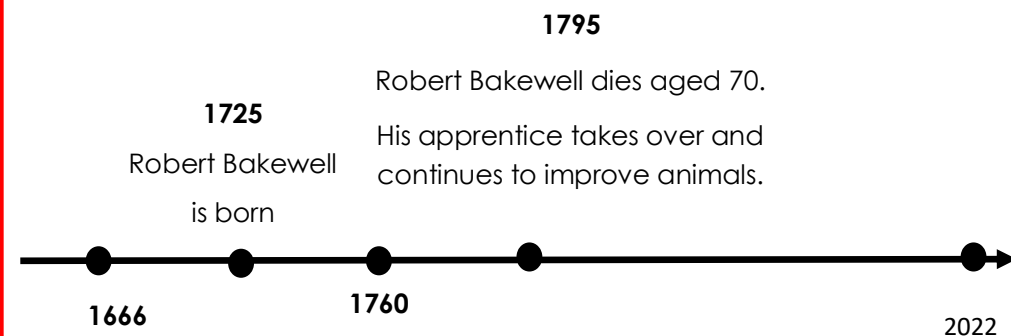 1795
Robert Bakewell dies aged 70.
His apprentice takes over and
continues to improve animals.
1725
Robert Bakewell
is born
1666
1760
2022